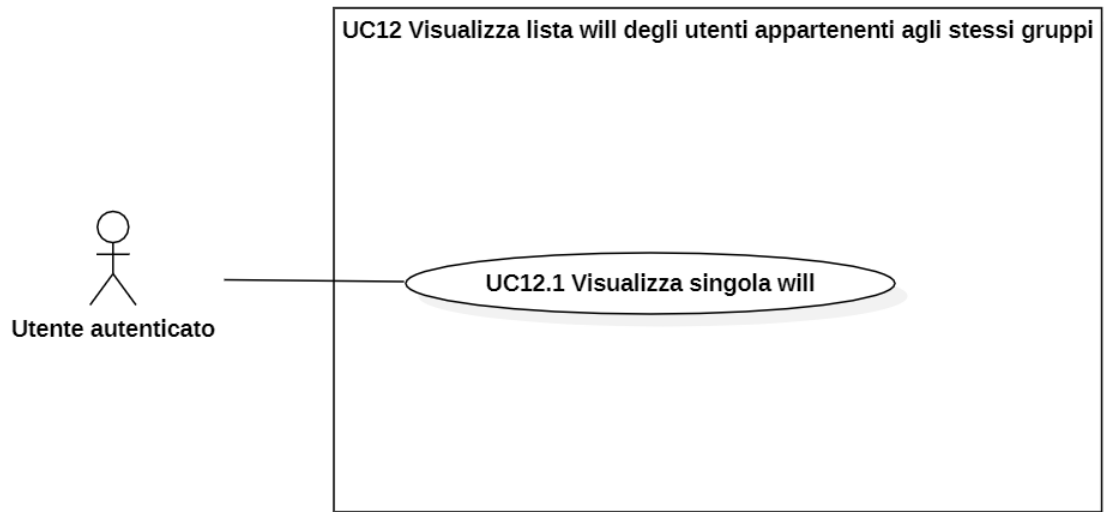 UC12 Visualizza lista will degli utenti appartenenti agli stessi gruppi
UC12.1 Visualizza singola will
Utente autenticato